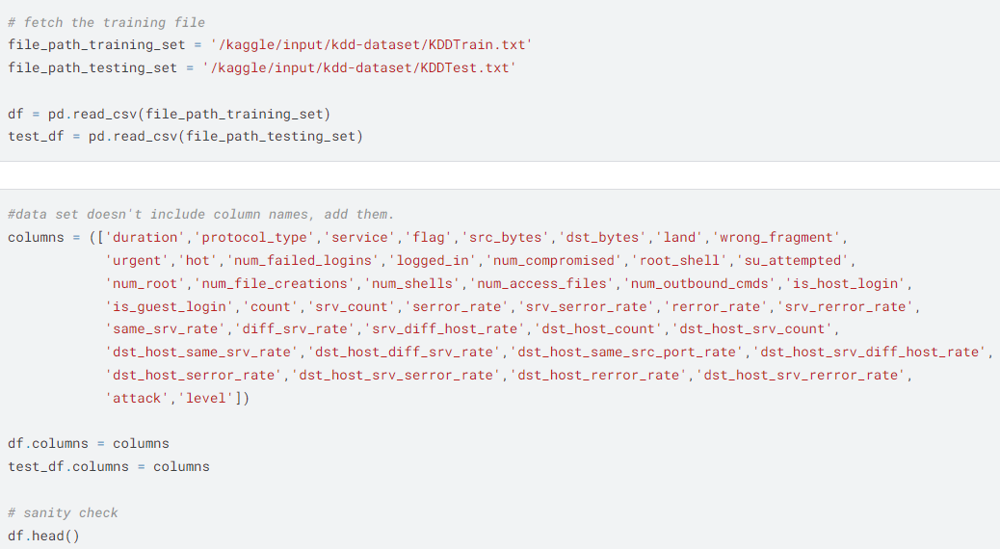 # fetch the training file
file_path_training_set = '/kaggle/input/kdd-dataset/KDDTrain.txt'
file_path_testing_set = '/kaggle/input/kdd-dataset/KDDTest.txt'
df = pd.read_csv(file_path_training_set)
test_df = pd.read_csv(file_path_testing_set)
#data set doesn't include column names, add them.
columns = (['duration','protocol_type','service','flag','src_bytes','dst_bytes','land','wrong_fragment',
'urgent','hot','num_failed_logins','logged_in','num_compromised','root_shell','su_attempted',
'num_root','num_file_creations','num_shells','num_access_files','num_outbound_cmds','is_host_login',
'is_guest_login','count','srv_count','serror_rate','srv_serror_rate','rerror_rate','srv_rerror_rate',
'same_srv_rate','diff_srv_rate','srv_diff_host_rate','dst_host_count','dst_host_srv_count',
'dst_host_same_srv_rate','dst_host_diff_srv_rate','dst_host_same_src_port_rate','dst_host_srv_diff_host_rate',
'dst_host_serror_rate','dst_host_srv_serror_rate','dst_host_rerror_rate','dst_host_srv_rerror_rate',
'attack','level'])
df.columns = columns
test_df.columns = columns
# sanity check
df.head()